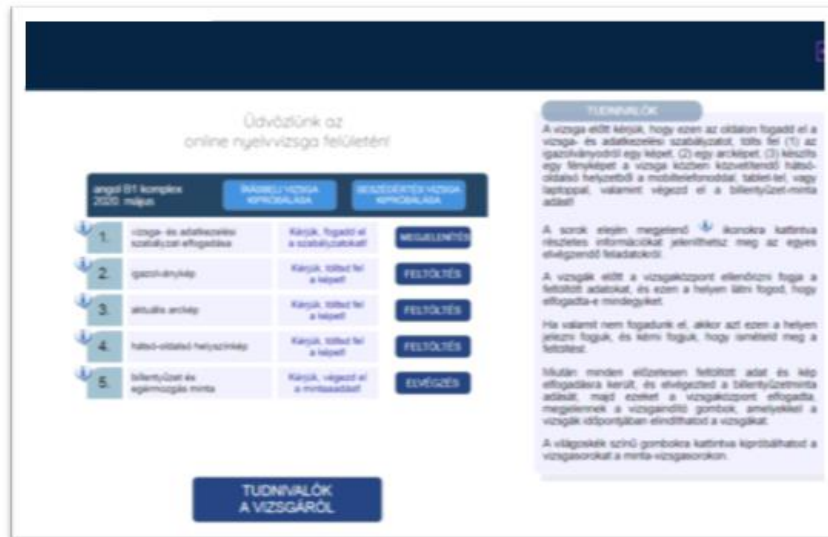 Üdvözlünk az
online nyelvvizsga felületén!
angol B1 komplex
2020. május
ÍRÁSBELI VIZSGA
KIPRÓBÁLÁSA
BESZÉDÉRTÉS VIZSGA
KIPRÓBÁLÁSA
1.
vizsga- és adatkezelési
szabályzat elfogadása
Kérjük, fogadd el
a szabályzatokat!
MEGJELENÍTÉS
2.
igazolványkép
Kérjük, töltsd fel
a képet!
FELTÖLTÉS
3.
aktuális arckép
Kérjük, töltsd fel
a képet!
FELTÖLTÉS
4.
hátsó-oldalsó helyszínkép
Kérjük, töltsd fel
a képet!
FELTÖLTÉS
5.
billentyűzet és
egérmozgás minta
Kérjük, végezd el
a mintaadást!
ELVÉGZÉS
TUDNIVALÓK
A VIZSGÁRÓL
TUDNIVALÓK
A vizsga előtt kérjük, hogy ezen az oldalon fogadd el a
vizsga- és adatkezelési szabályzatot, tölts fel (1) az
igazolványodról egy képet, (2) egy arcképet, (3) készíts
egy fényképet a vizsga közben közvetítendő hátsó-
oldalsó helyzetből a mobiltelefonoddal, tablet-tel, vagy
laptoppal, valamint végezd el a billentyűzet-minta
adást!
A sorok elején megjelenő ikonokra kattintva
részletes információkat jeleníthetsz meg az egyes
elvégzendő feladatokról.
A vizsgák előtt a vizsgaközpont ellenőrizni fogja a
feltöltött adatokat, és ezen a helyen látni fogod, hogy
elfogadta-e mindegyiket.
Ha valamit nem fogadunk el, akkor azt ezen a helyen
jelezni fogjuk, és kérni fogjuk, hogy ismételd meg a
feltöltést.
Miután minden előzetesen feltöltött adat és kép
elfogadásra került, és elvégezted a billentyűzetminta
adását, majd ezeket a vizsgaközpont elfogadta,
megjelennek a vizsgaindító gombok, amelyekkel a
vizsgák időpontjában elindíthatod a vizsgákat.
A világoskék színű gombokra kattintva kipróbálhatod a
vizsgasorokat a minta-vizsgasorokon.